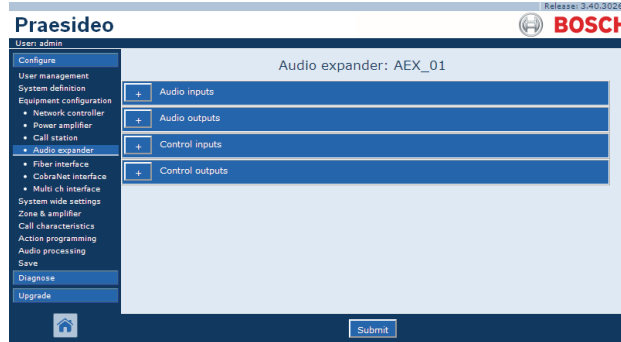 Release: 3.40.3026
Praesideo
BOSCH
User: admin
Configure
User management
System definition
Equipment configuration
• Network controller
• Power amplifier
• Call station
• Audio expander
• Fiber interface
• CobraNet interface
• Multi ch interface
System wide settings
Zone & amplifier
Call characteristics
Action programming
Audio processing
Save
Diagnose
Upgrade
Audio expander: AEX_01
+ Audio inputs
+ Audio outputs
+ Control inputs
+ Control outputs
Submit